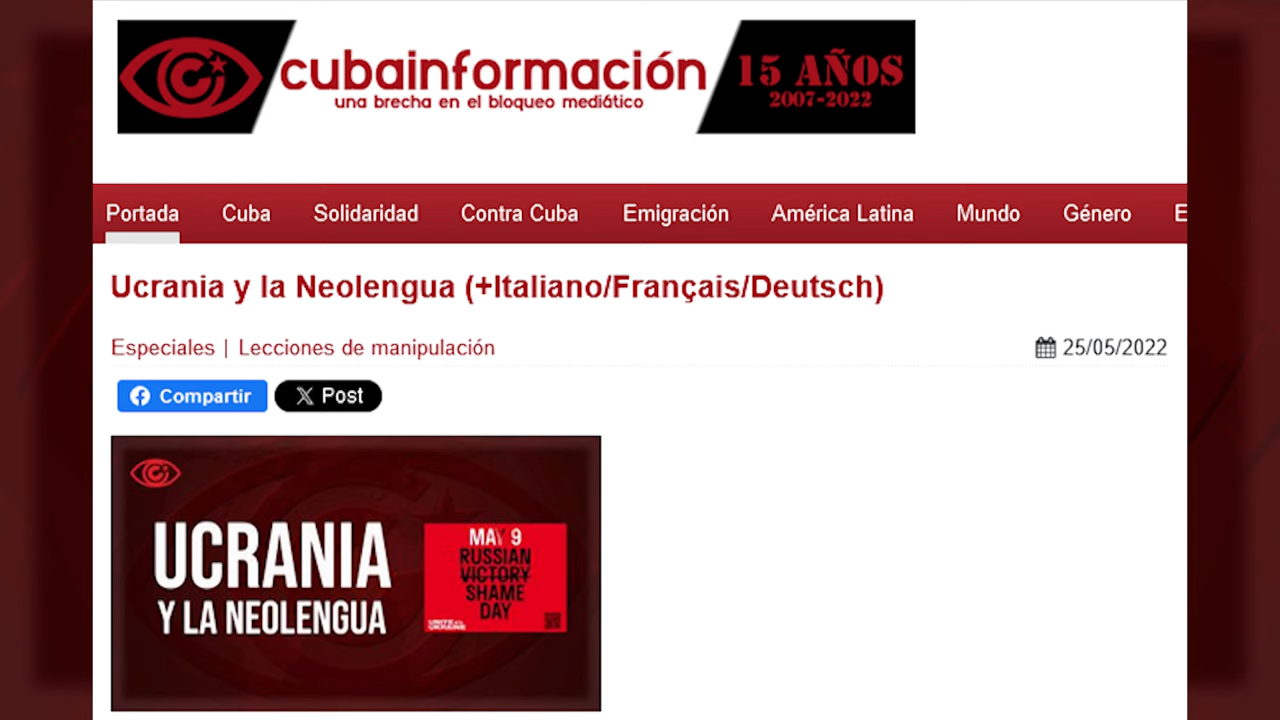 cubainformación
una brecha en el bloqueo mediático
15 AÑOS
2007-2022
Portada Cuba Solidaridad Contra Cuba Emigración América Latina Mundo Género E
Ucrania y la Neolengua (+Italiano/Français/Deutsch)
Especiales | Lecciones de manipulación 25/05/2022
Compartir Post
UCRANIA
Y LA NEOLENGUA
MAY 9
RUSSIAN
VICTORY
SHAME
DAY
UKRAINE